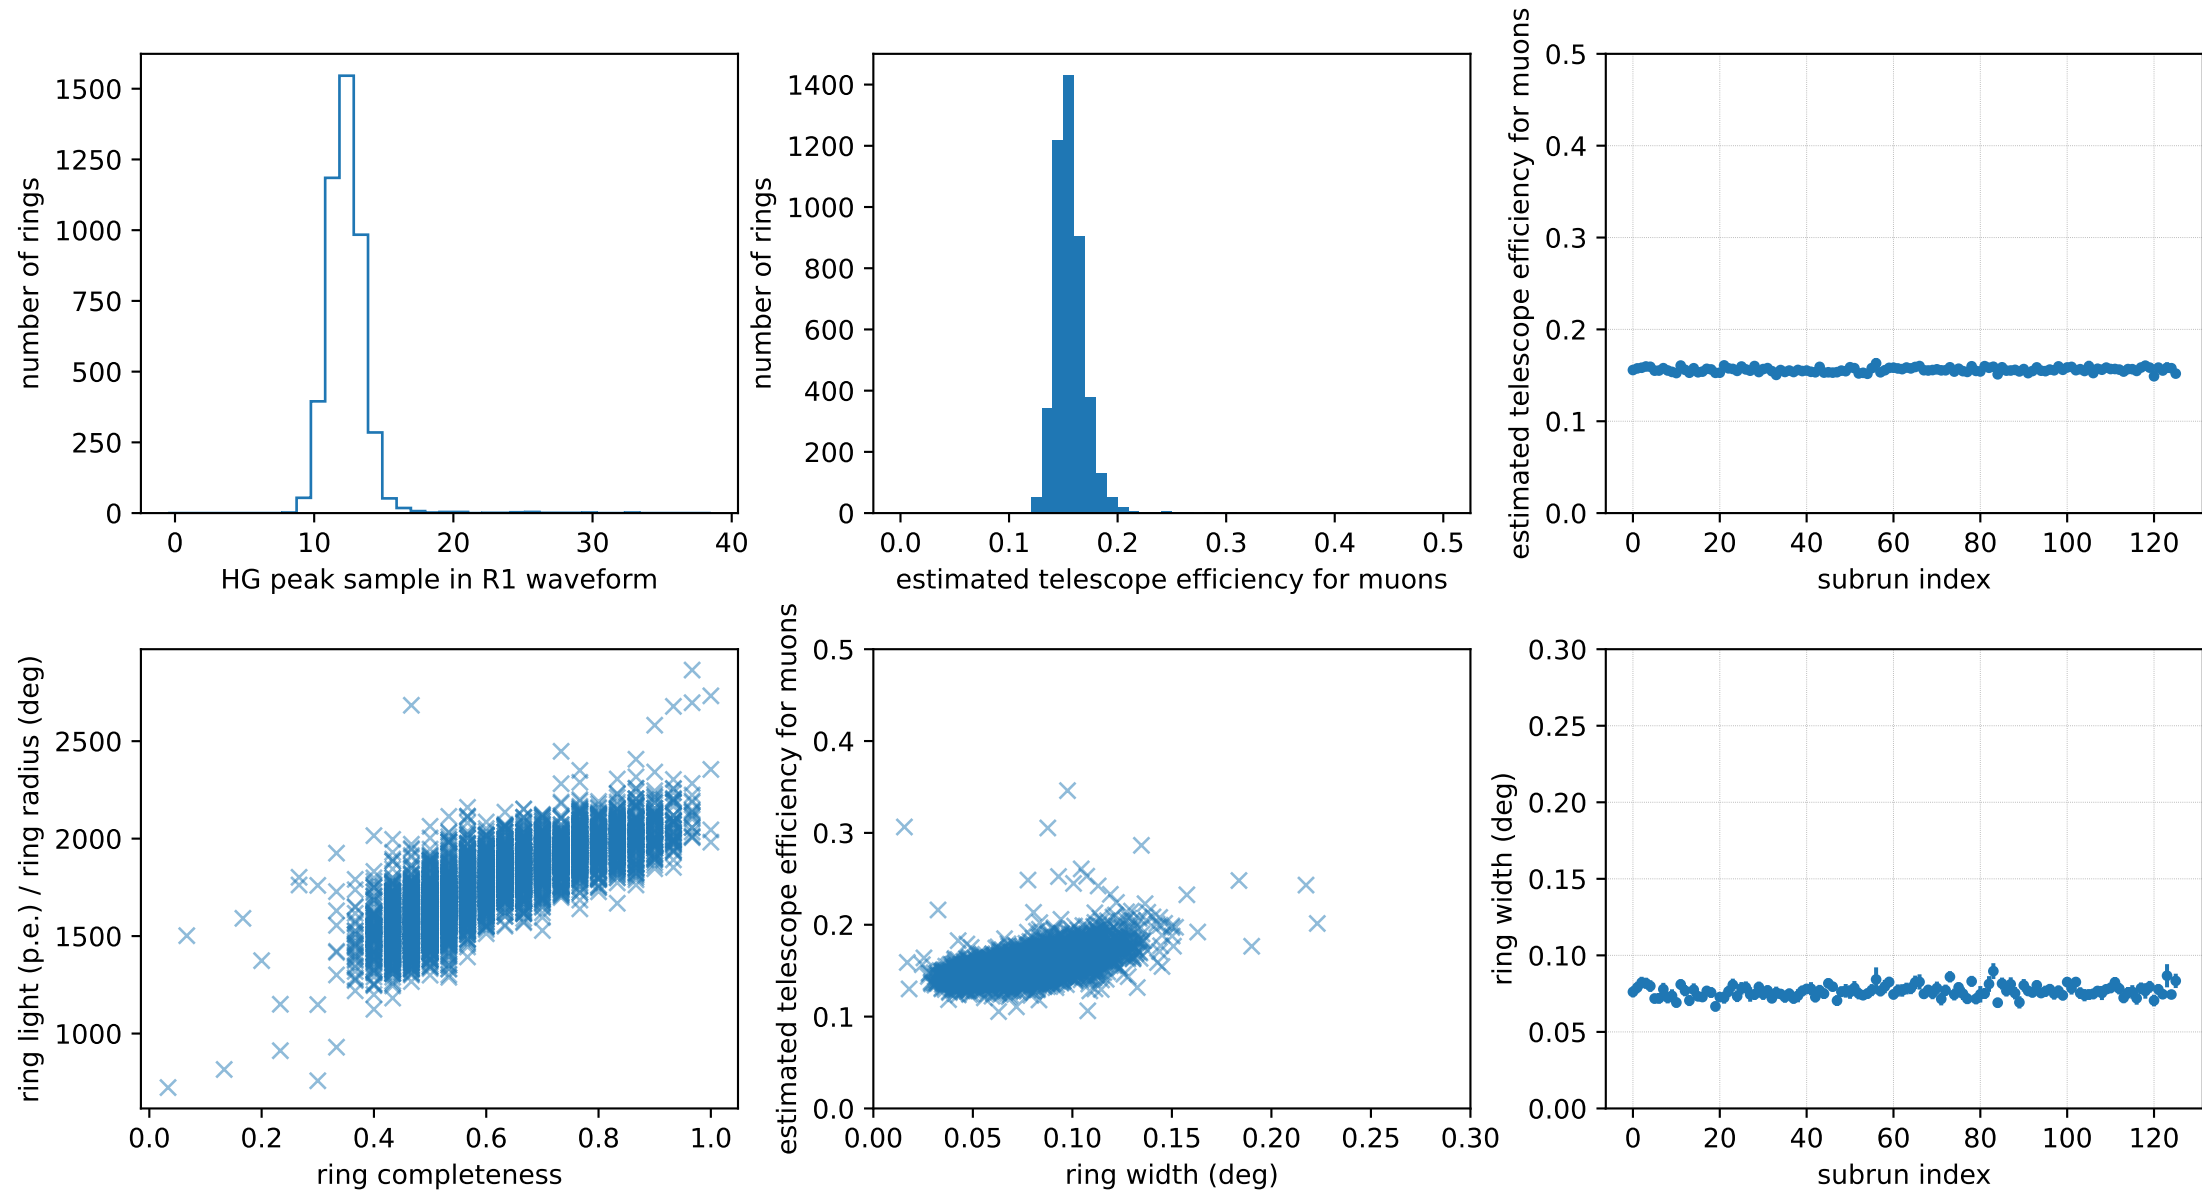 number of rings
1500
1250
1000
750
500
250
0
0 10 20 30 40
HG peak sample in R1 waveform
number of rings
1400
1200
1000
800
600
400
200
0
0.0 0.1 0.2 0.3 0.4 0.5
estimated telescope efficiency for muons
estimated telescope efficiency for muons
0.5
0.4
0.3
0.2
0.1
0.0
0 20 40 60 80 100 120
subrun index
ring light (p.e.) / ring radius (deg)
2500
2000
1500
1000
0.0 0.2 0.4 0.6 0.8 1.0
ring completeness
estimated telescope efficiency for muons
0.5
0.4
0.3
0.2
0.1
0.0
0.00 0.05 0.10 0.15 0.20 0.25 0.30
ring width (deg)
ring width (deg)
0.30
0.25
0.20
0.15
0.10
0.05
0.00
0 20 40 60 80 100 120
subrun index